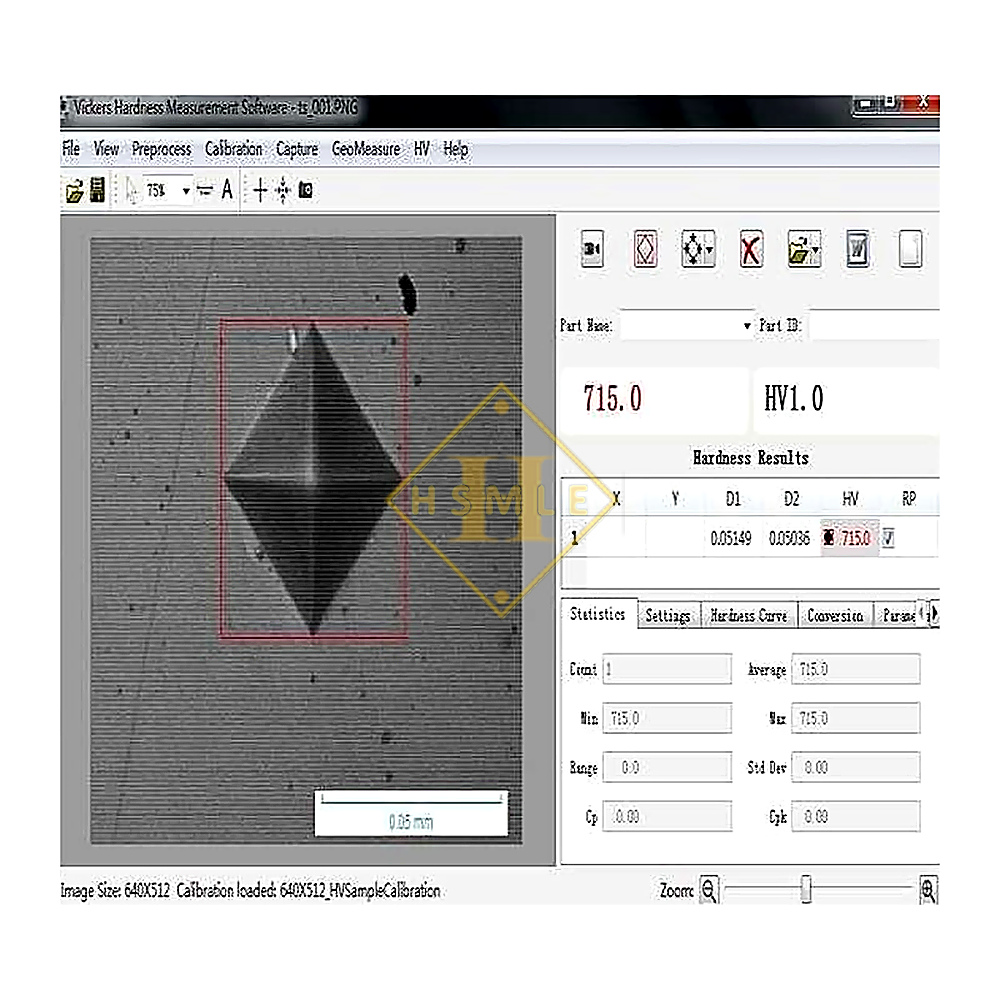 Vickers Hardness Measurement Software - ts_001.PNG
File View Preprocess Calibration Capture GeoMeasure HV Help
75% A
Part Name: Part ID:
715.0 HV1.0
Hardness Results
X Y D1 D2 HV RP
1 0.05149 0.05036 715.0
HSMLE
H
Statistics Settings Hardness Curve Conversion
Count 1 Average 715.0
Min 715.0 Max 715.0
Range 0.0 Std Dev 0.00
Cp 0.00 Cpk 0.00
0.05 mm
Image Size: 640X512 Calibration loaded: 640X512_HVSampleCalibration
Zoom: